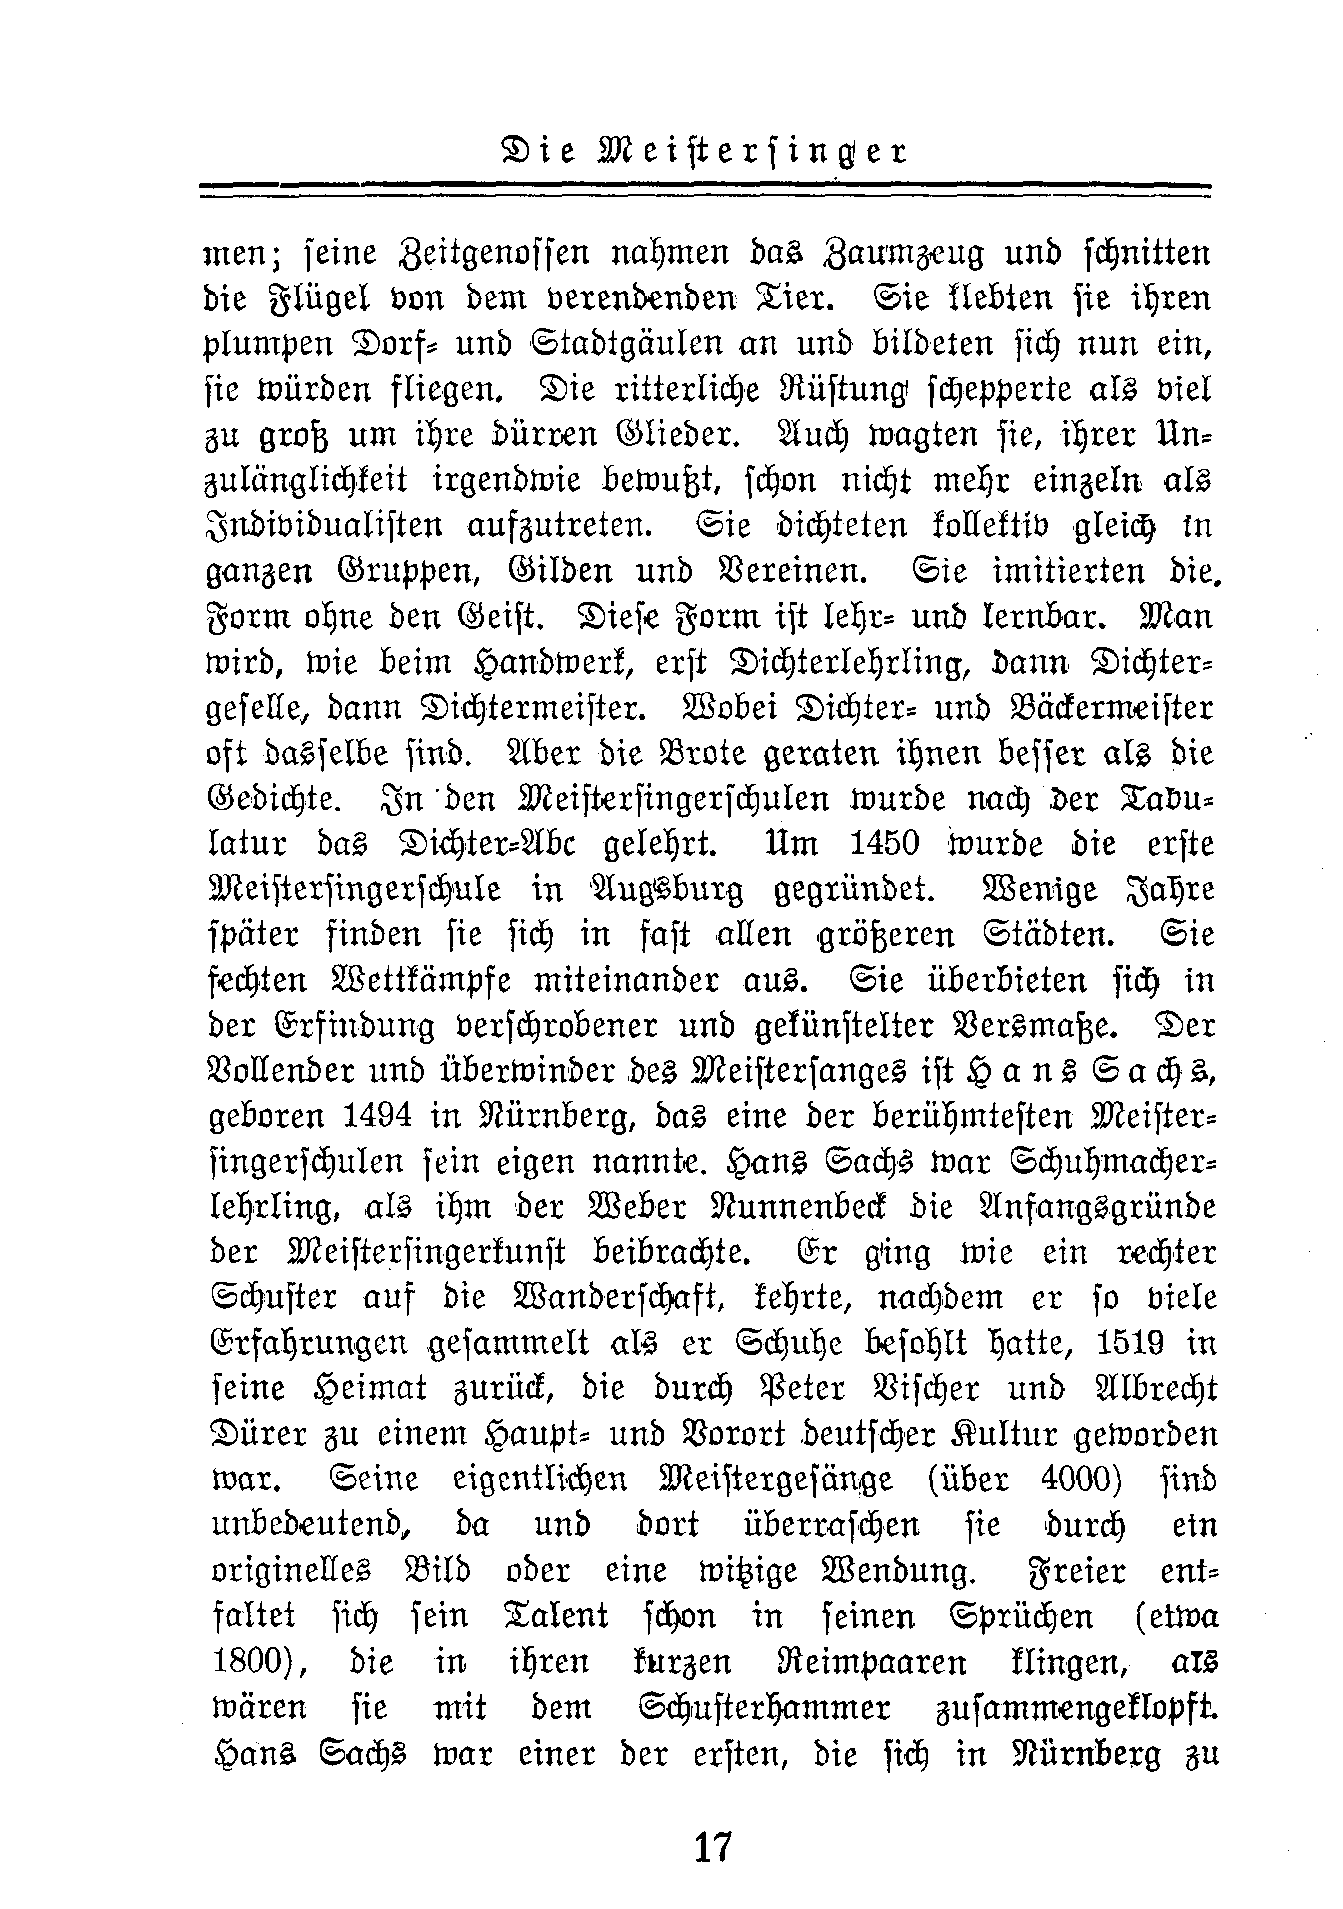 Die Meistersinger
men; seine Zeitgenossen nahmen das Zaumzeug und schnitten
die Flügel von dem verendenden Tier. Sie klebten sie ihren
plumpen Dorf- und Stadtgäulen an und bildeten sich nun ein,
sie würden fliegen. Die ritterliche Rüstung schepperte als viel
zu groß um ihre dürren Glieder. Auch wagten sie, ihrer Un-
zulänglichkeit irgendwie bewußt, schon nicht mehr einzeln als
Individualisten aufzutreten. Sie dichteten kollektiv gleich in
ganzen Gruppen, Gilden und Vereinen. Sie imitierten die
Form ohne den Geist. Diese Form ist lehr- und lernbar. Man
wird, wie beim Handwerk, erst Dichterlehrling, dann Dichter-
geselle, dann Dichtermeister. Wobei Dichter- und Bäckermeister
oft dasselbe sind. Aber die Brote geraten ihnen besser als die
Gedichte. In den Meistersingerschulen wurde nach der Tabu-
latur das Dichter-Abc gelehrt. Um 1450 wurde die erste
Meistersingerschule in Augsburg gegründet. Wenige Jahre
später finden sie sich in fast allen größeren Städten. Sie
fechten Wettkämpfe miteinander aus. Sie überbieten sich in
der Erfindung verschrobener und gekünstelter Versmaße. Der
Vollender und Überwinder des Meistersanges ist Hans Sachs,
geboren 1494 in Nürnberg, das eine der berühmtesten Meister-
singerschulen sein eigen nannte. Hans Sachs war Schuhmacher-
lehrling, als ihm der Weber Nunnenbeck die Anfangsgründe
der Meistersingerkunst beibrachte. Er ging wie ein rechter
Schuster auf die Wanderschaft, kehrte, nachdem er so viele
Erfahrungen gesammelt als er Schuhe besohlt hatte, 1519 in
seine Heimat zurück, die durch Peter Vischer und Albrecht
Dürer zu einem Haupt- und Vorort deutscher Kultur geworden
war. Seine eigentlichen Meistergesänge (über 4000) sind
unbedeutend, da und dort überraschen sie durch ein
originelles Bild oder eine witzige Wendung. Freier ent-
faltet sich sein Talent schon in seinen Sprüchen (etwa
1800), die in ihren kurzen Reimpaaren klingen, als
wären sie mit dem Schusterhammer zusammengeklopft.
Hans Sachs war einer der ersten, die sich in Nürnberg zu
17